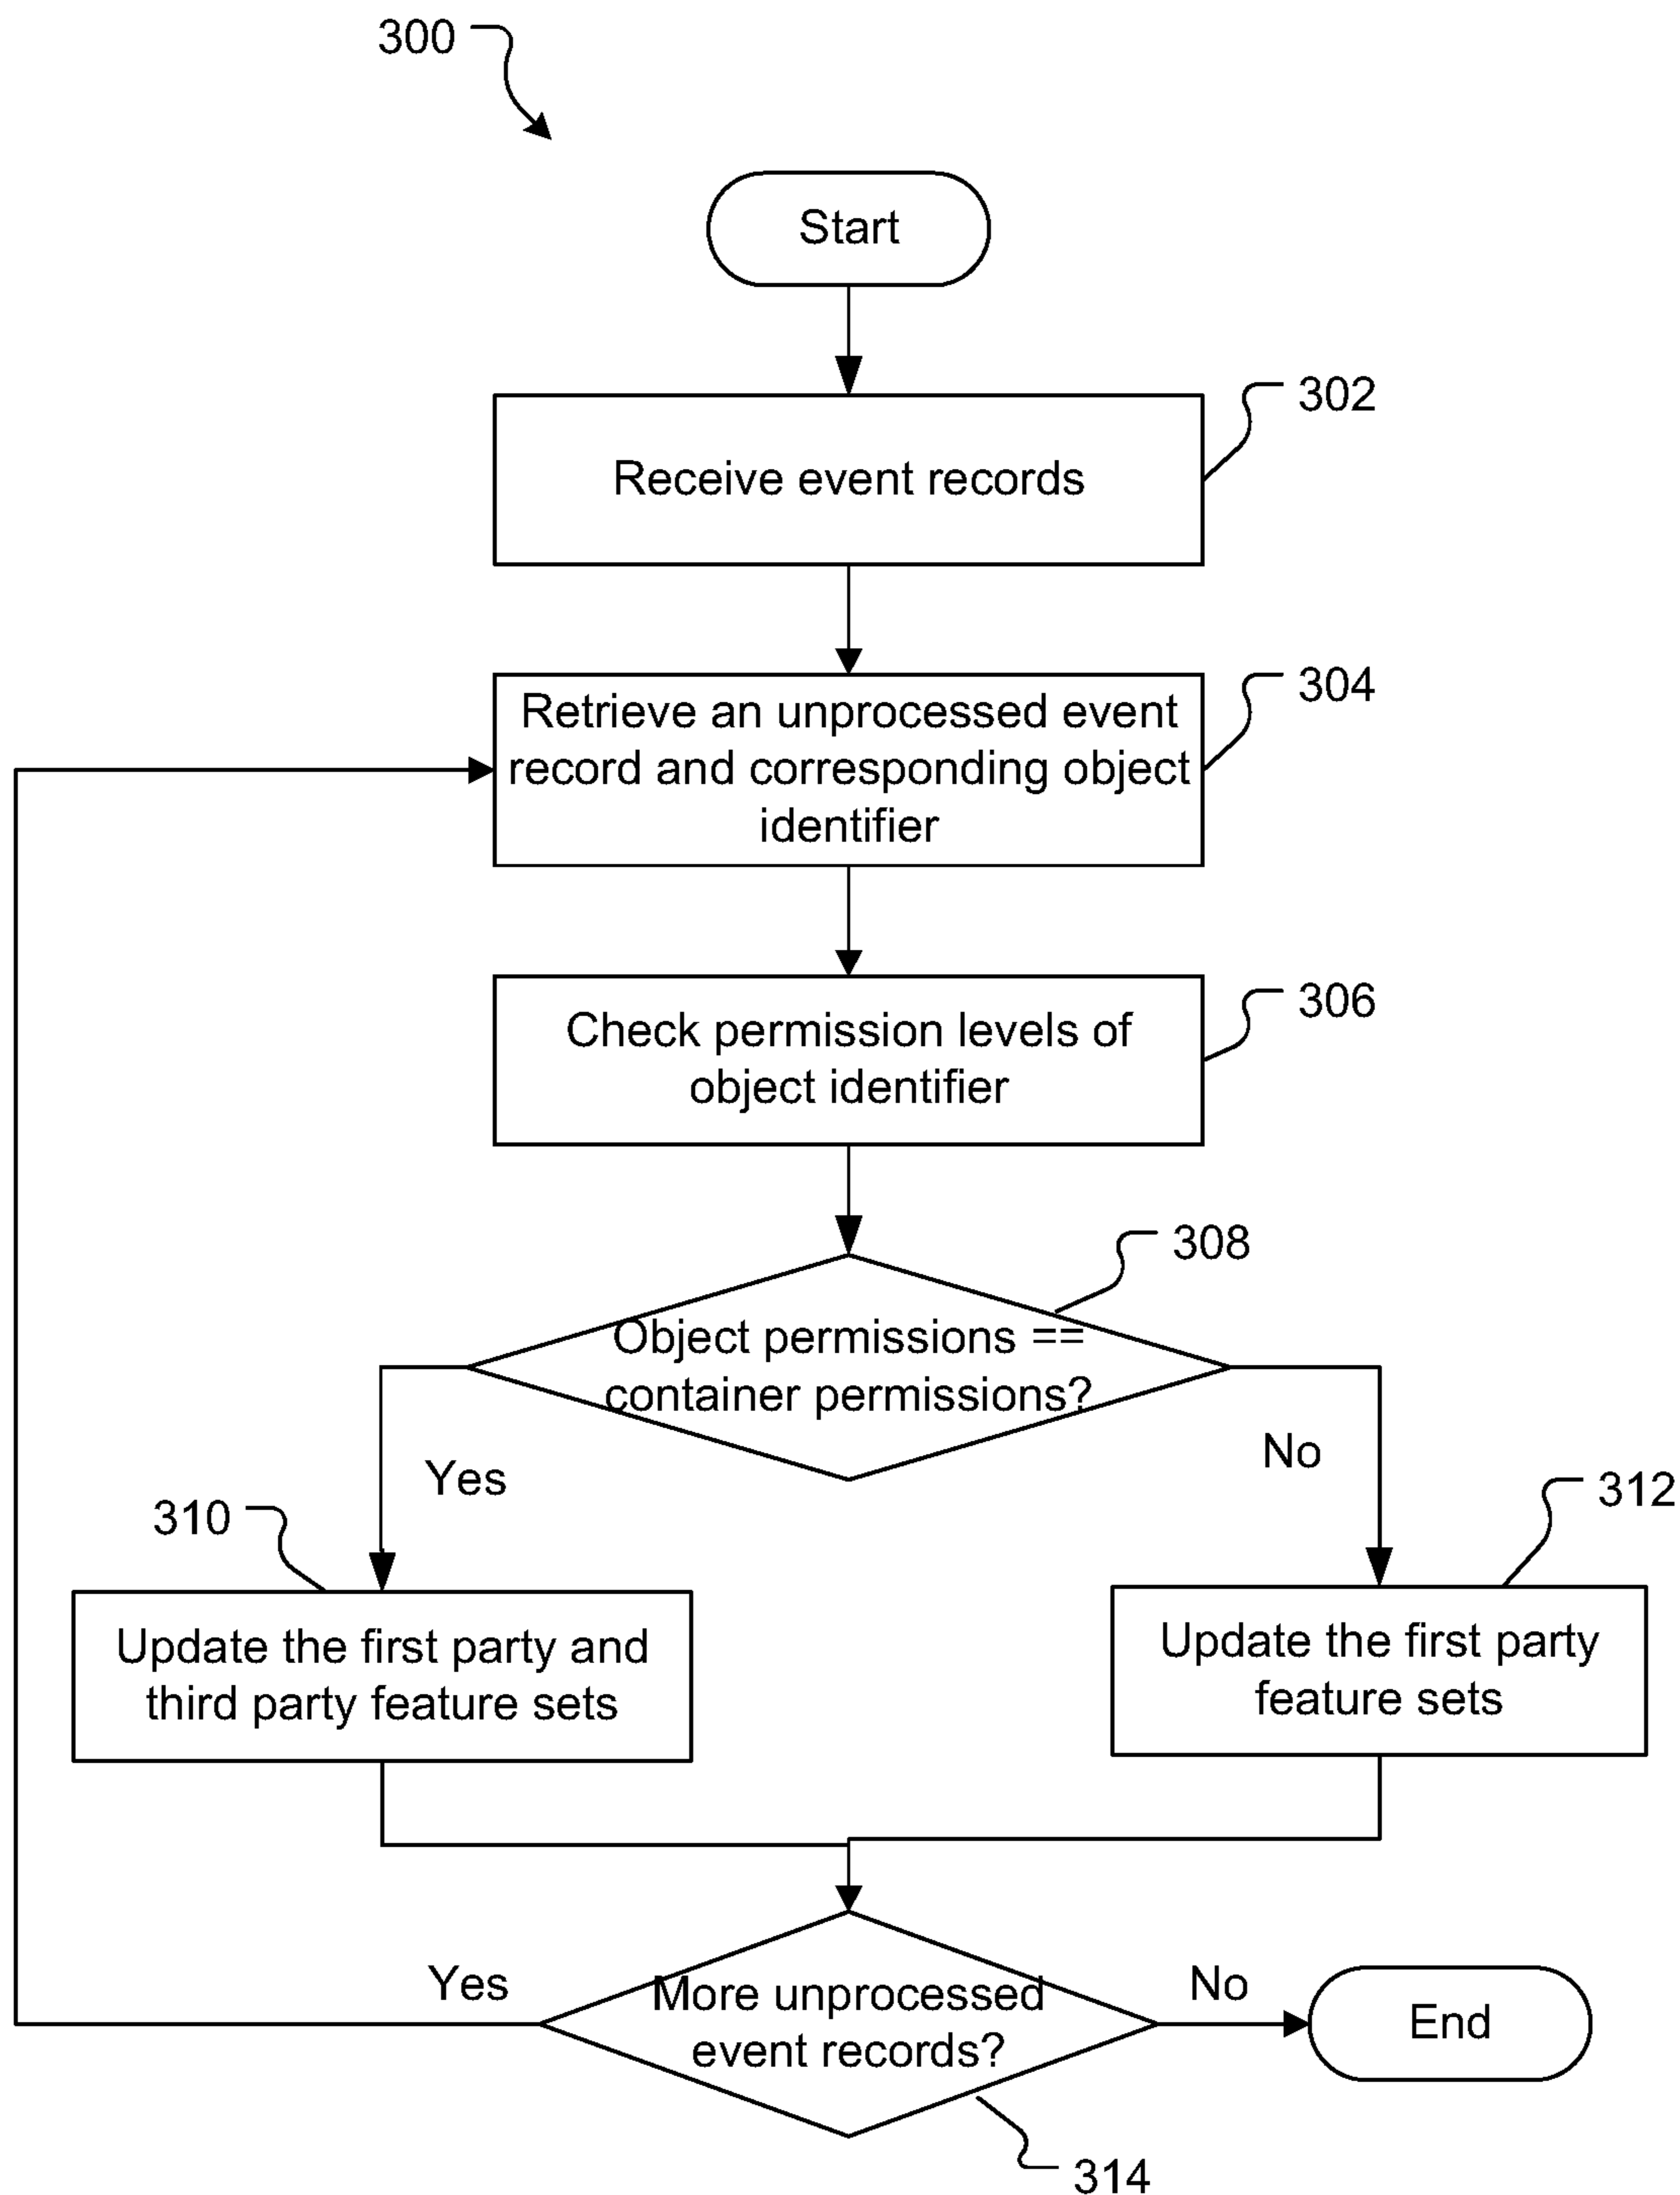 300
Start
302
Receive event records
304
Retrieve an unprocessed event
record and corresponding object
identifier
306
Check permission levels of
object identifier
308
Object permissions ==
container permissions?
Yes
No
310
312
Update the first party and
third party feature sets
Update the first party
feature sets
Yes
More unprocessed
event records?
No
End
314